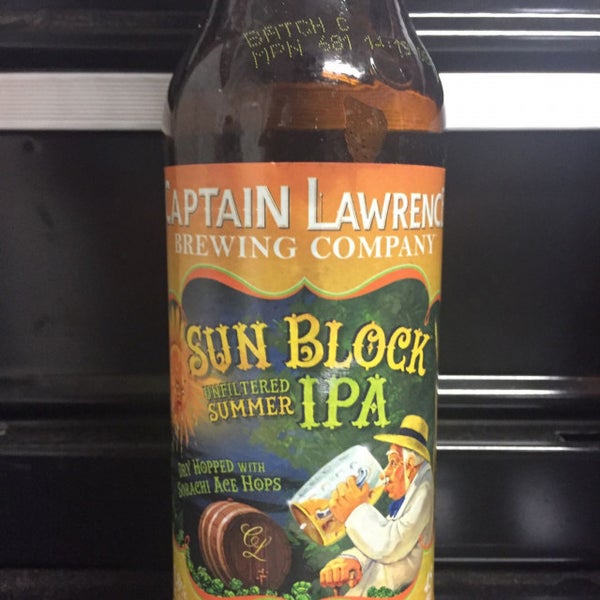 BATCH C
CAPTAIN LAWRENCE
BREWING COMPANY
SUN BLOCK
UNFILTERED
SUMMER IPA
DRY HOPPED WITH
SORACHI ACE HOPS
CL